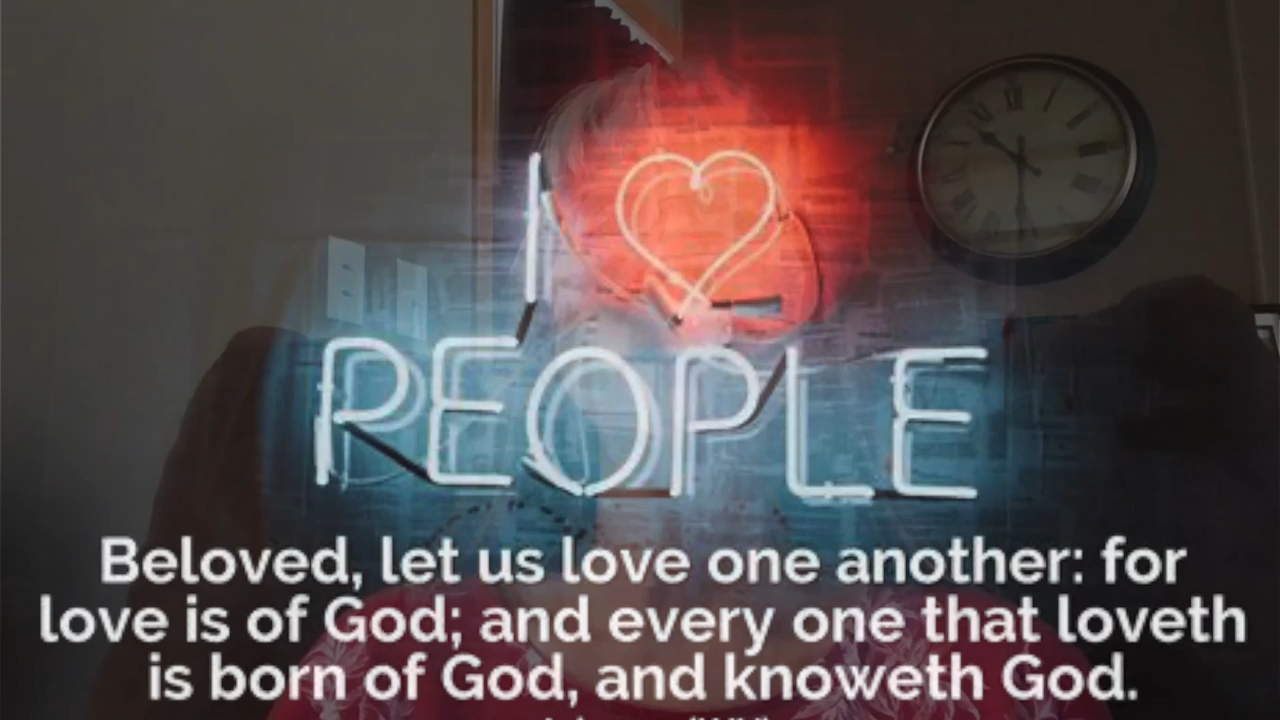 I
PEOPLE
Beloved, let us love one another: for
love is of God; and every one that loveth
is born of God, and knoweth God.